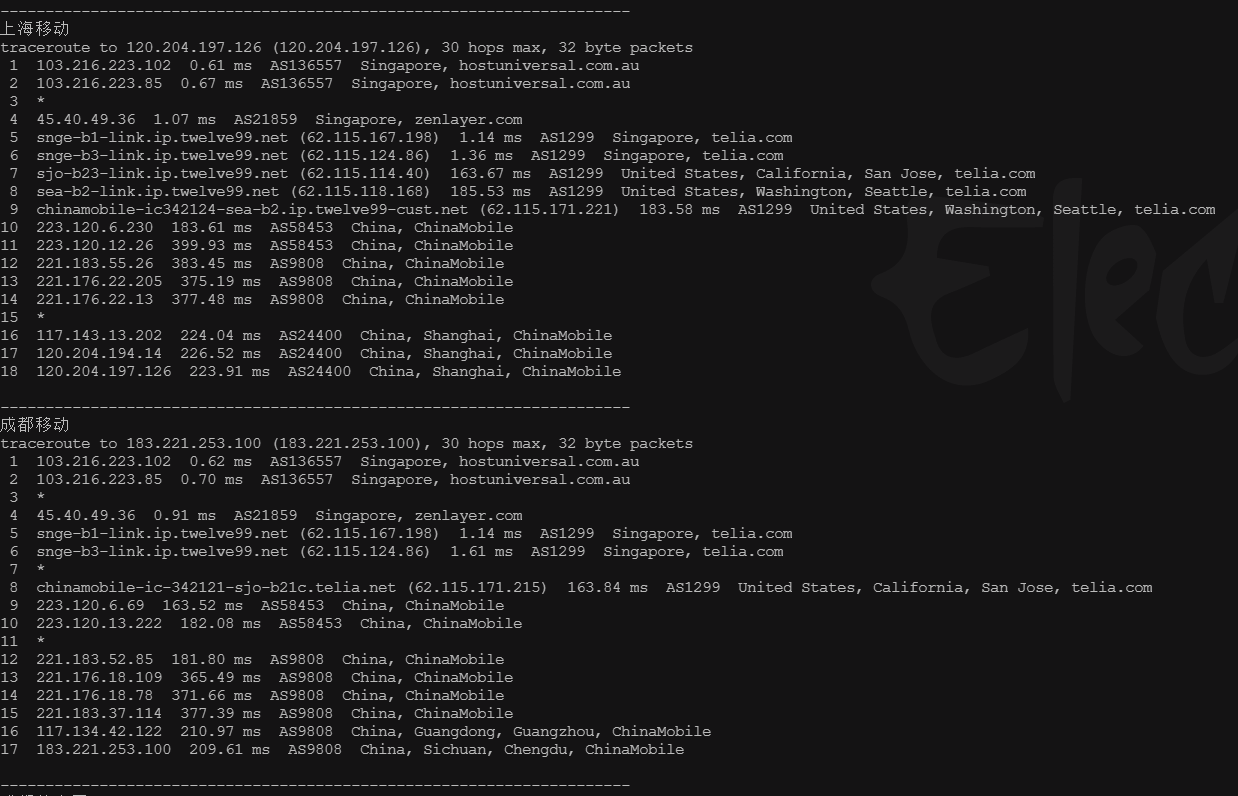 ----------------------------------------------------------------------
上海移动
traceroute to 120.204.197.126 (120.204.197.126), 30 hops max, 32 byte packets
 1  103.216.223.102  0.61 ms  AS136557  Singapore, hostuniversal.com.au
 2  103.216.223.85  0.67 ms  AS136557  Singapore, hostuniversal.com.au
 3  *
 4  45.40.49.36  1.07 ms  AS21859  Singapore, zenlayer.com
 5  snge-b1-link.ip.twelve99.net (62.115.167.198)  1.14 ms  AS1299  Singapore, telia.com
 6  snge-b3-link.ip.twelve99.net (62.115.124.86)  1.36 ms  AS1299  Singapore, telia.com
 7  sjo-b23-link.ip.twelve99.net (62.115.114.40)  163.67 ms  AS1299  United States, California, San Jose, telia.com
 8  sea-b2-link.ip.twelve99.net (62.115.118.168)  185.53 ms  AS1299  United States, Washington, Seattle, telia.com
 9  chinamobile-ic342124-sea-b2.ip.twelve99-cust.net (62.115.171.221)  183.58 ms  AS1299  United States, Washington, Seattle, telia.com
10  223.120.6.230  183.61 ms  AS58453  China, ChinaMobile
11  223.120.12.26  399.93 ms  AS58453  China, ChinaMobile
12  221.183.55.26  383.45 ms  AS9808  China, ChinaMobile
13  221.176.22.205  375.19 ms  AS9808  China, ChinaMobile
14  221.176.22.13  377.48 ms  AS9808  China, ChinaMobile
15  *
16  117.143.13.202  224.04 ms  AS24400  China, Shanghai, ChinaMobile
17  120.204.194.14  226.52 ms  AS24400  China, Shanghai, ChinaMobile
18  120.204.197.126  223.91 ms  AS24400  China, Shanghai, ChinaMobile
----------------------------------------------------------------------
成都移动
traceroute to 183.221.253.100 (183.221.253.100), 30 hops max, 32 byte packets
 1  103.216.223.102  0.62 ms  AS136557  Singapore, hostuniversal.com.au
 2  103.216.223.85  0.70 ms  AS136557  Singapore, hostuniversal.com.au
 3  *
 4  45.40.49.36  0.91 ms  AS21859  Singapore, zenlayer.com
 5  snge-b1-link.ip.twelve99.net (62.115.167.198)  1.14 ms  AS1299  Singapore, telia.com
 6  snge-b3-link.ip.twelve99.net (62.115.124.86)  1.61 ms  AS1299  Singapore, telia.com
 7  *
 8  chinamobile-ic-342121-sjo-b21c.telia.net (62.115.171.215)  163.84 ms  AS1299  United States, California, San Jose, telia.com
 9  223.120.6.69  163.52 ms  AS58453  China, ChinaMobile
10  223.120.13.222  182.08 ms  AS58453  China, ChinaMobile
11  *
12  221.183.52.85  181.80 ms  AS9808  China, ChinaMobile
13  221.176.18.109  365.49 ms  AS9808  China, ChinaMobile
14  221.176.18.78  371.66 ms  AS9808  China, ChinaMobile
15  221.183.37.114  377.39 ms  AS9808  China, ChinaMobile
16  117.134.42.122  210.97 ms  AS9808  China, Guangdong, Guangzhou, ChinaMobile
17  183.221.253.100  209.61 ms  AS9808  China, Sichuan, Chengdu, ChinaMobile
----------------------------------------------------------------------
Elec